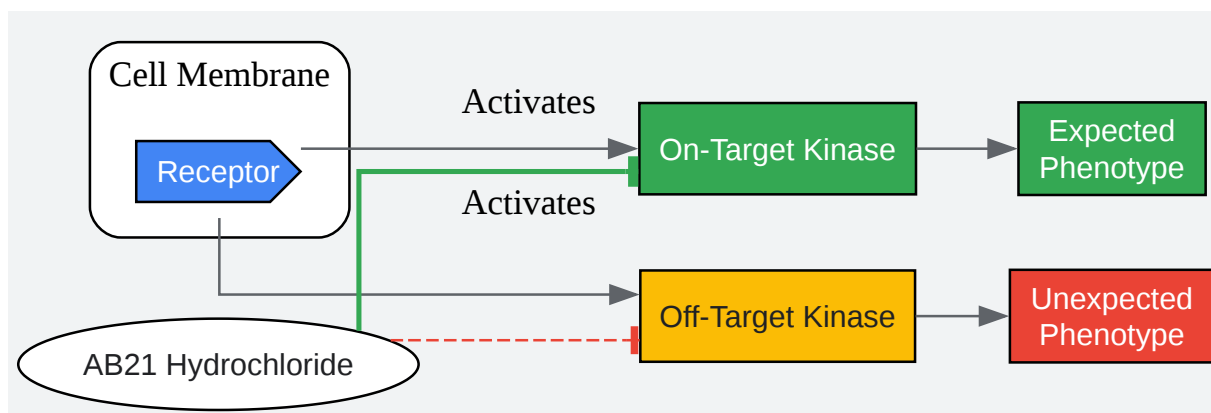 Cell Membrane
Receptor
Activates
Activates
On-Target Kinase
Expected
Phenotype
Off-Target Kinase
Unexpected
Phenotype
AB21 Hydrochloride